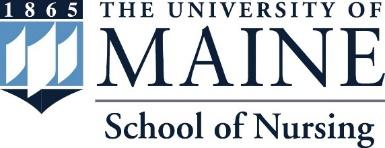 1865
THE UNIVERSITY OF
MAINE
School of Nursing